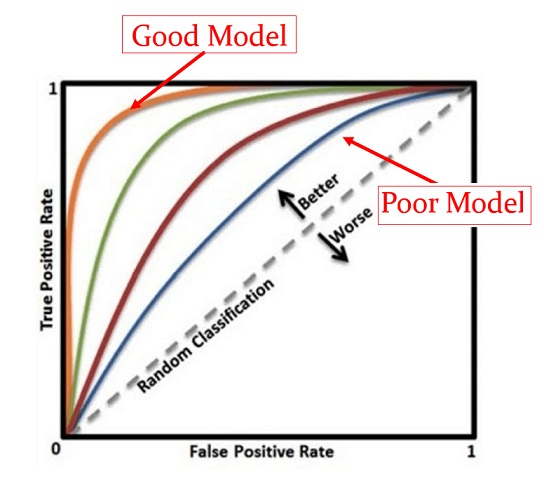 Good Model
1
True Positive Rate
Better
Worse
Poor Model
Random Classification
0
False Positive Rate
1